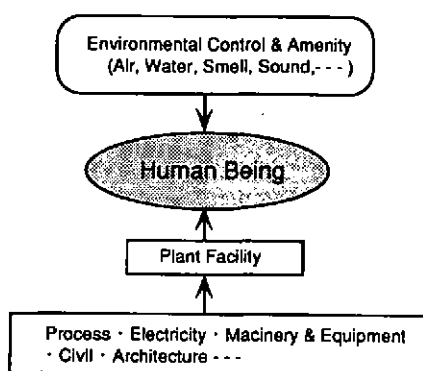 Environmental Control & Amenity
(Air, Water, Smell, Sound,- - - )
Human Being
Plant Facility
Process · Electricity · Macinery & Equipment
· Civil · Architecture - - -